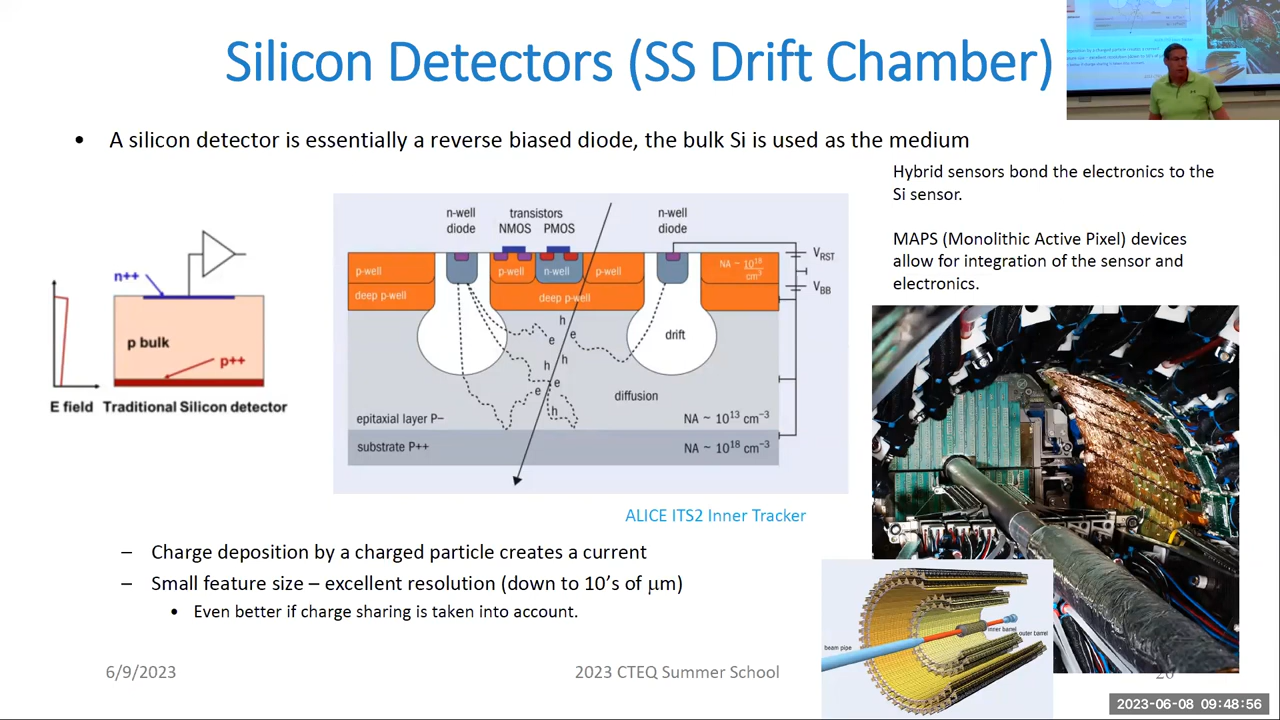 Silicon Detectors (SS Drift Chamber)
• A silicon detector is essentially a reverse biased diode, the bulk Si is used as the medium
Hybrid sensors bond the electronics to the
Si sensor.
MAPS (Monolithic Active Pixel) devices
allow for integration of the sensor and
electronics.
n++
p bulk
p++
E field
Traditional Silicon detector
n-well
diode
transistors
NMOS PMOS
n-well
diode
p-well
p-well
n-well
p-well
NA ~ 10^18
cm^3
deep p-well
deep p-well
VRST
VBB
h
e
e
h
h
e
e
h
drift
diffusion
epitaxial layer P–
NA ~ 10^13 cm^–3
substrate P++
NA ~ 10^18 cm^–3
ALICE ITS2 Inner Tracker
– Charge deposition by a charged particle creates a current
– Small feature size – excellent resolution (down to 10's of μm)
• Even better if charge sharing is taken into account.
beam pipe
inner barrel
outer barrel
6/9/2023
2023 CTEQ Summer School
2023-06-08 09:48:56